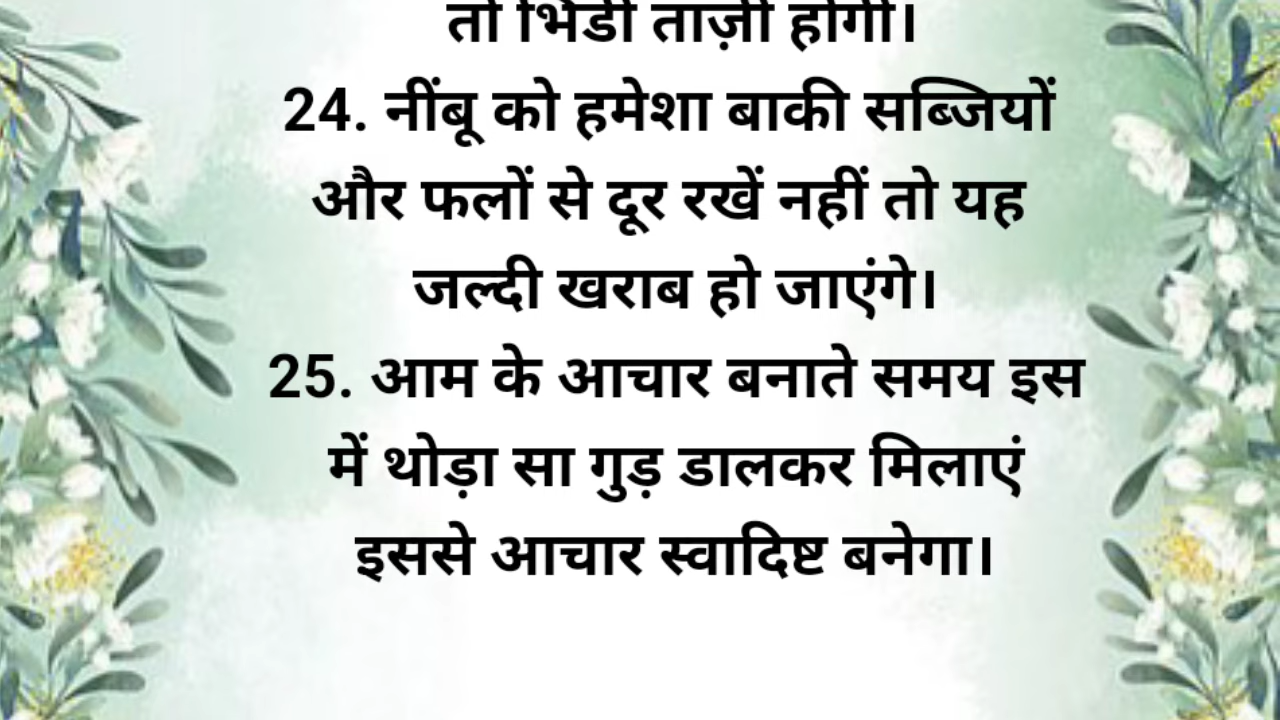 तो भिंडी ताज़ी होगी।
24. नींबू को हमेशा बाकी सब्जियों
और फलों से दूर रखें नहीं तो यह
जल्दी खराब हो जाएंगे।
25. आम के आचार बनाते समय इस
में थोड़ा सा गुड़ डालकर मिलाएं
इससे आचार स्वादिष्ट बनेगा।